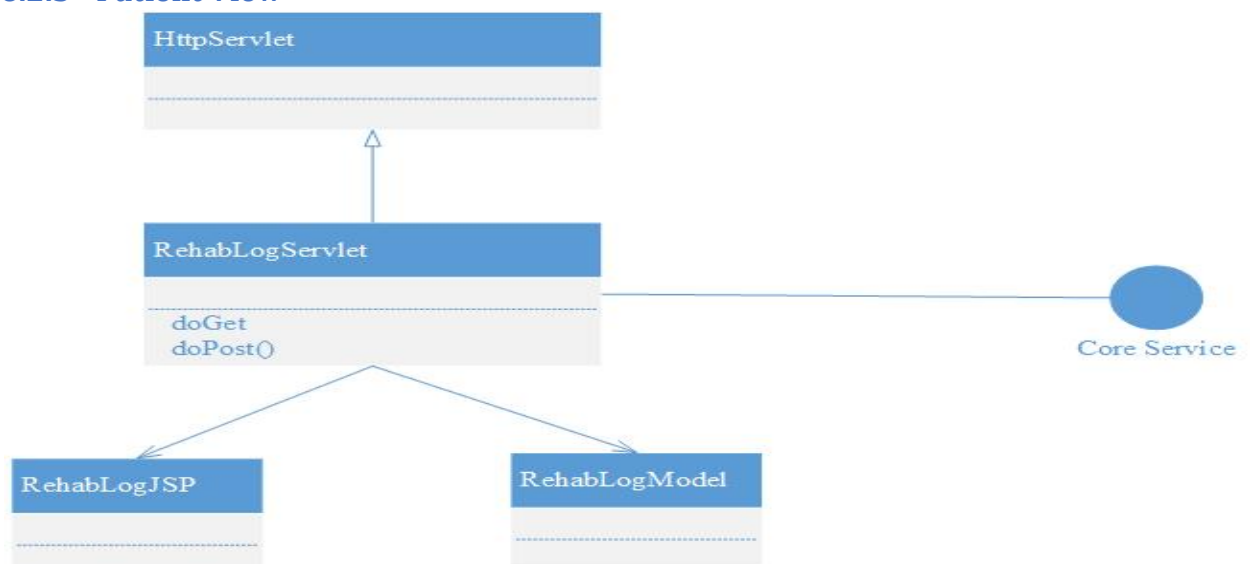 HttpServlet
RehabLogServlet
doGet
doPost()
Core Service
RehabLogJSP
RehabLogModel